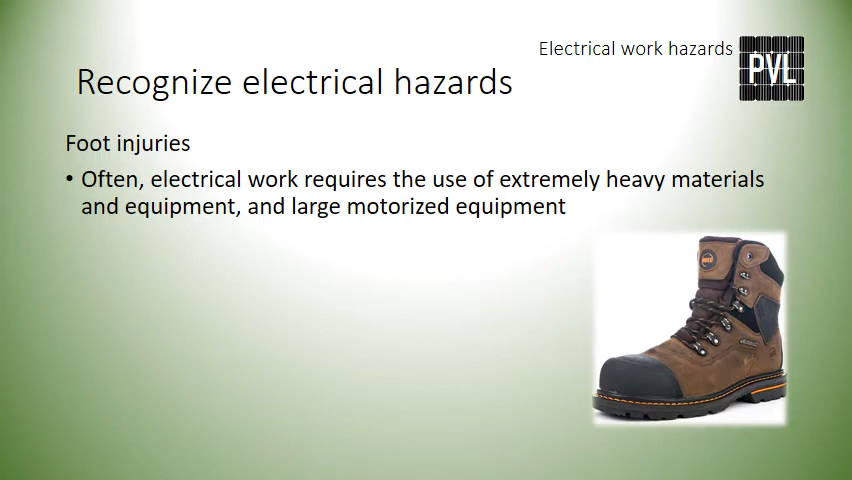 Electrical work hazards
PVL
Recognize electrical hazards
Foot injuries
• Often, electrical work requires the use of extremely heavy materials
and equipment, and large motorized equipment